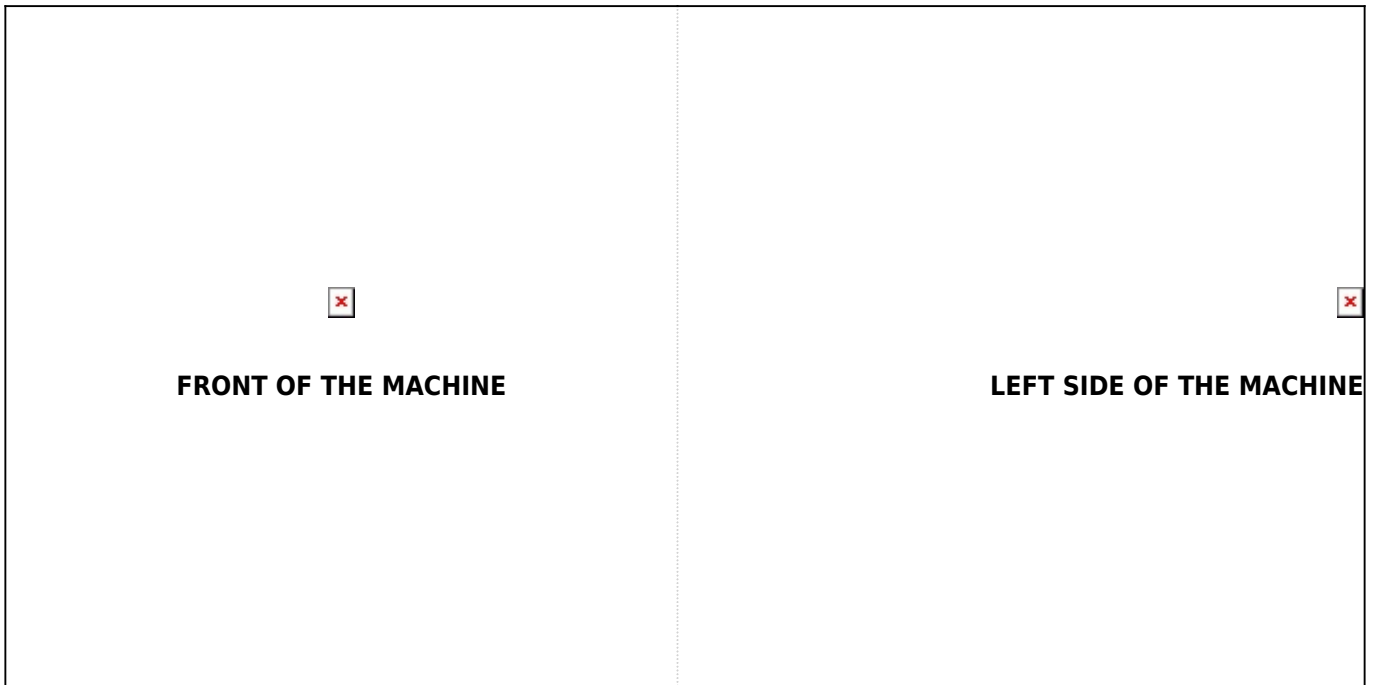 FRONT OF THE MACHINE
LEFT SIDE OF THE MACHINE